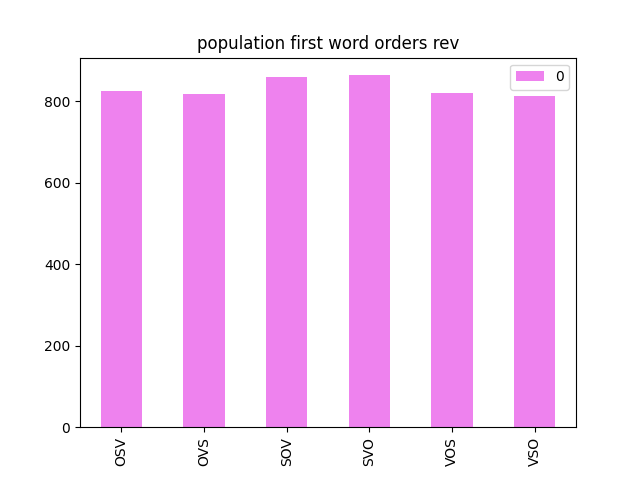 population first word orders rev
0
800
600
400
200
0
OSV
OVS
SOV
SVO
VOS
VSO